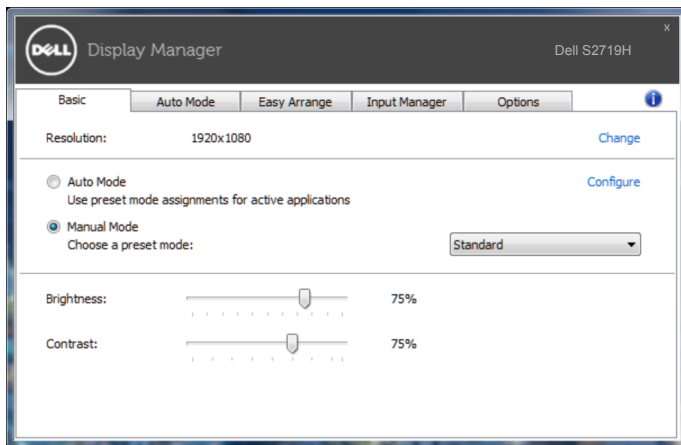 x
DELL Display Manager Dell S2719H
Basic Auto Mode Easy Arrange Input Manager Options i
Resolution: 1920x1080 Change
Auto Mode Configure
Use preset mode assignments for active applications
Manual Mode
Choose a preset mode: Standard
Brightness: 75%
Contrast: 75%